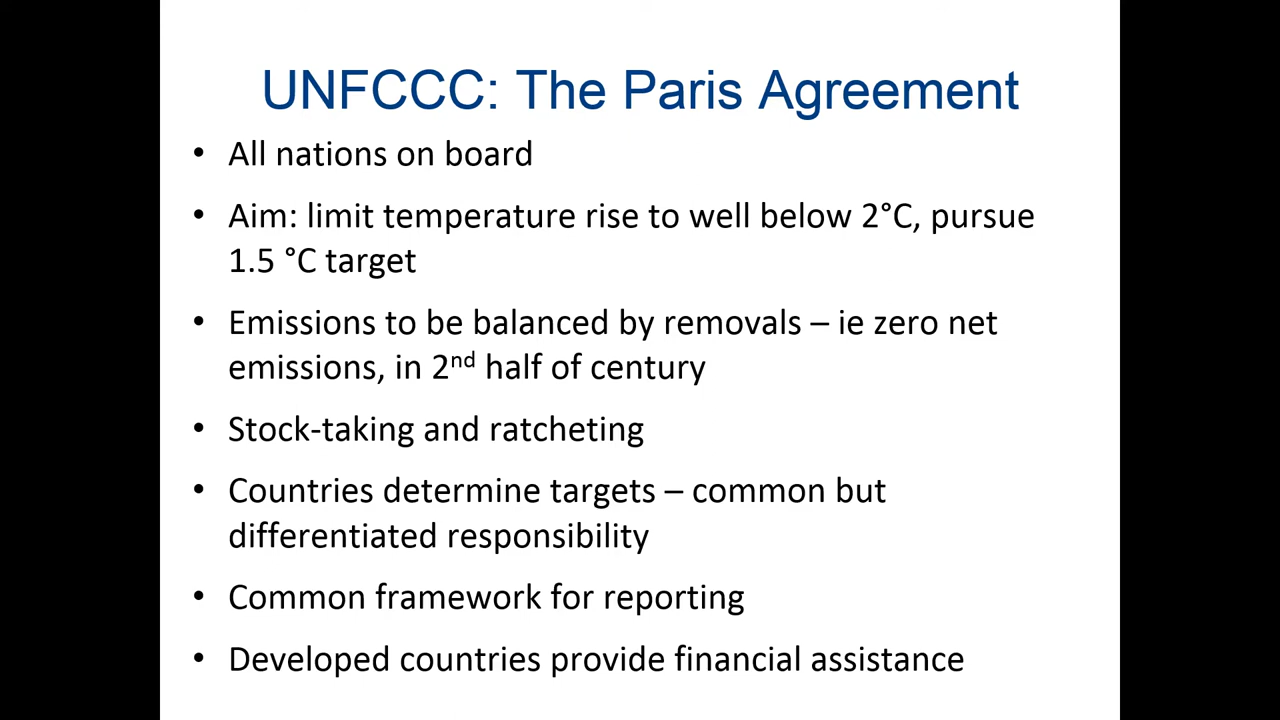 UNFCCC: The Paris Agreement
• All nations on board
• Aim: limit temperature rise to well below 2°C, pursue
1.5 °C target
• Emissions to be balanced by removals – ie zero net
emissions, in 2nd half of century
• Stock-taking and ratcheting
• Countries determine targets – common but
differentiated responsibility
• Common framework for reporting
• Developed countries provide financial assistance